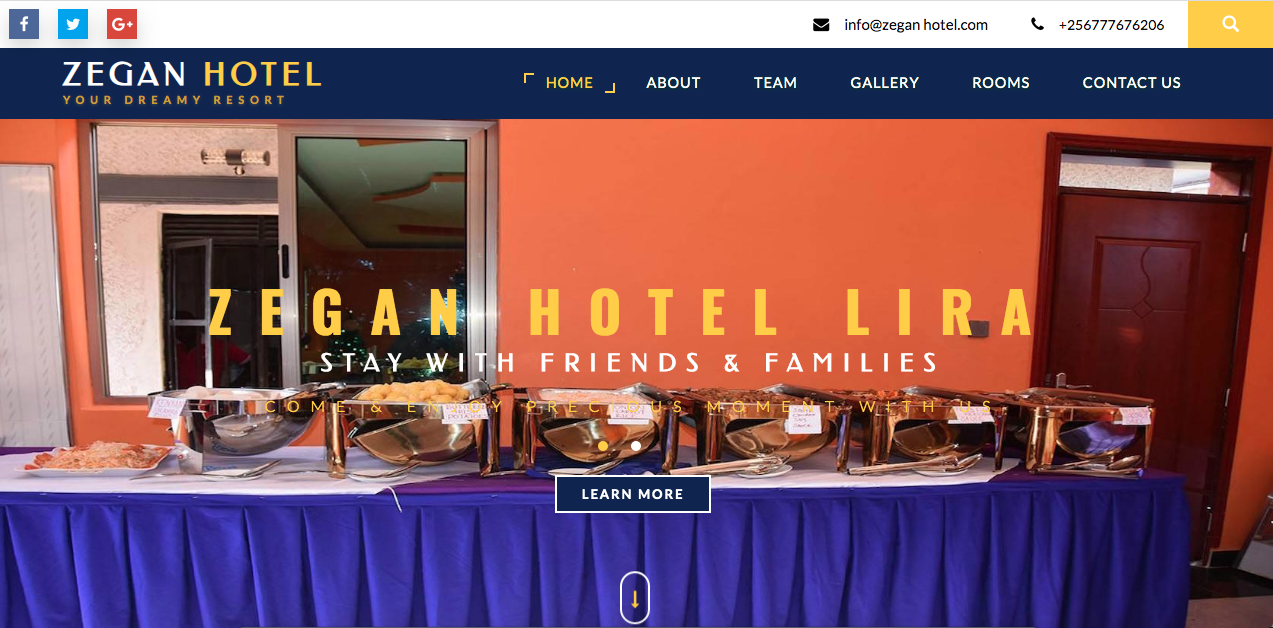 f
G+
info@zegan hotel.com
+256777676206
ZEGAN HOTEL
YOUR DREAMY RESORT
HOME
ABOUT
TEAM
GALLERY
ROOMS
CONTACT US
ZEGAN HOTEL LIRA
STAY WITH FRIENDS & FAMILIES
COME & ENJOY PRECIOUS MOMENT WITH US
LEARN MORE